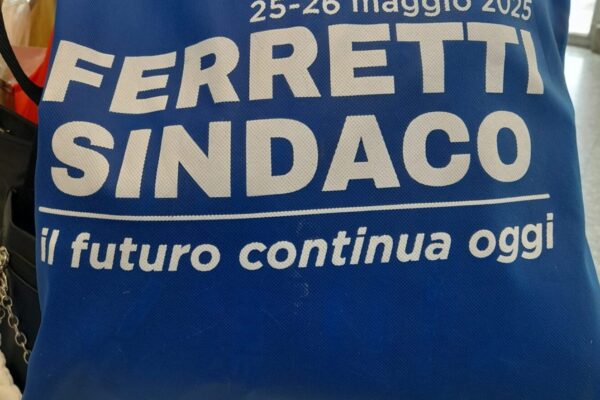 25-26 maggio 2025
FERRETTI
SINDACO
il futuro continua oggi